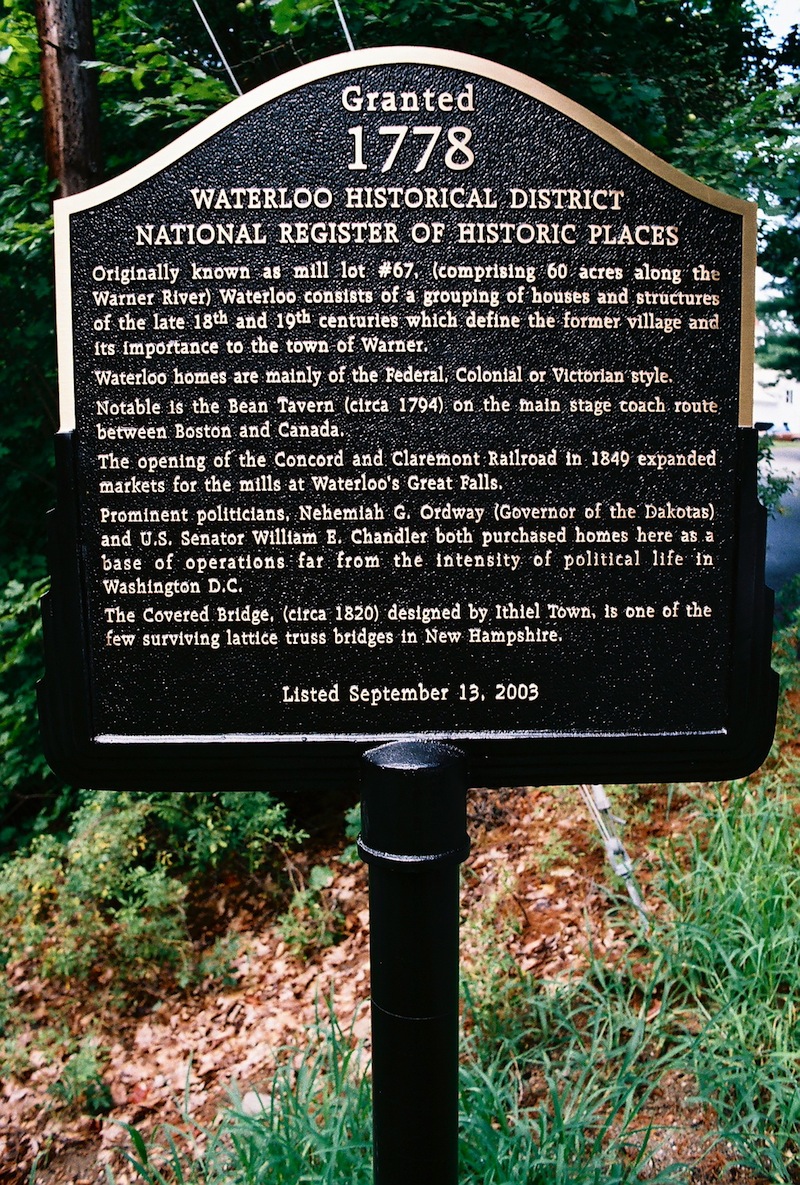 Granted
1778
WATERLOO HISTORICAL DISTRICT
NATIONAL REGISTER OF HISTORIC PLACES
Originally known as mill lot #67, (comprising 60 acres along the
Warner River) Waterloo consists of a grouping of houses and structures
of the late 18th and 19th centuries which define the former village and
its importance to the town of Warner.
Waterloo homes are mainly of the Federal, Colonial or Victorian style.
Notable is the Bean Tavern (circa 1794) on the main stage coach route
between Boston and Canada.
The opening of the Concord and Claremont Railroad in 1849 expanded
markets for the mills at Waterloo's Great Falls.
Prominent politicians, Nehemiah G. Ordway (Governor of the Dakotas)
and U.S. Senator William E. Chandler both purchased homes here as a
base of operations far from the intensity of political life in
Washington D.C.
The Covered Bridge, (circa 1820) designed by Ithiel Town, is one of the
few surviving lattice truss bridges in New Hampshire.
Listed September 13, 2003